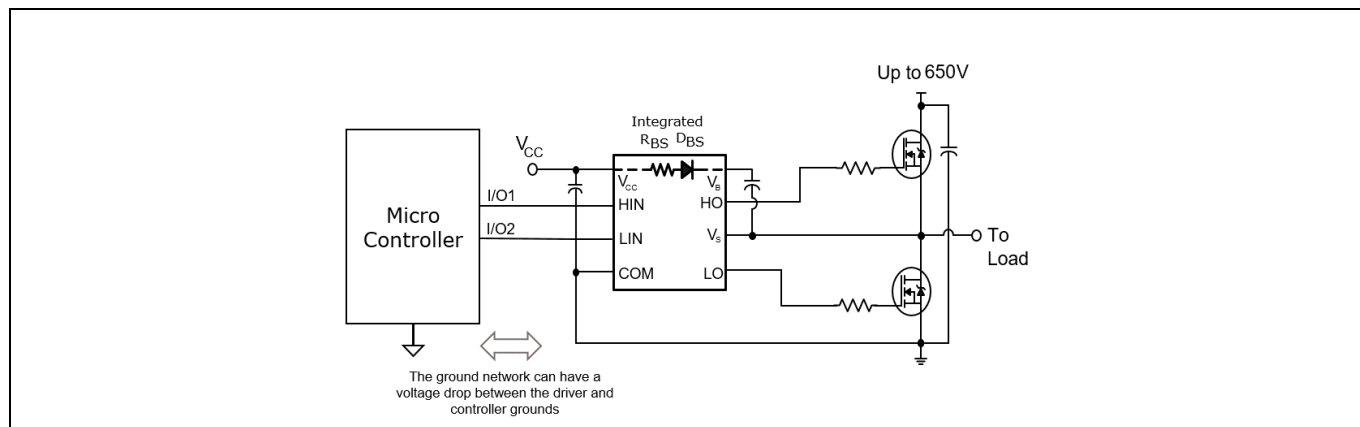 Up to 650V
Integrated
RBS DBS
VCC
VCC
VB
I/O1
HIN
HO
Micro
Controller
I/O2
LIN
VS
To
Load
COM
LO
The ground network can have a
voltage drop between the driver and
controller grounds